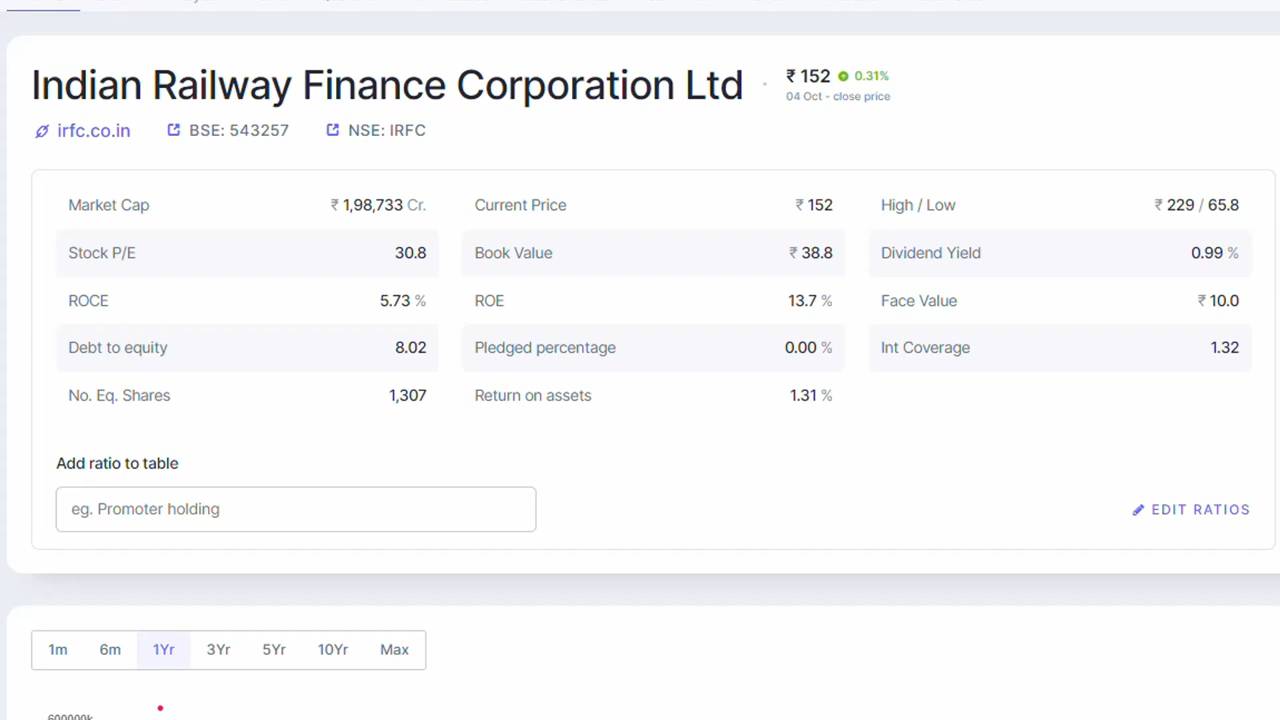 Indian Railway Finance Corporation Ltd
₹ 152 0.31%
04 Oct - close price
irfc.co.in BSE: 543257 NSE: IRFC
Market Cap ₹ 1,98,733 Cr. Current Price ₹ 152 High / Low ₹ 229 / 65.8
Stock P/E 30.8 Book Value ₹ 38.8 Dividend Yield 0.99 %
ROCE 5.73 % ROE 13.7 % Face Value ₹ 10.0
Debt to equity 8.02 Pledged percentage 0.00 % Int Coverage 1.32
No. Eq. Shares 1,307 Return on assets 1.31 %
Add ratio to table
eg. Promoter holding EDIT RATIOS
1m 6m 1Yr 3Yr 5Yr 10Yr Max
600000k